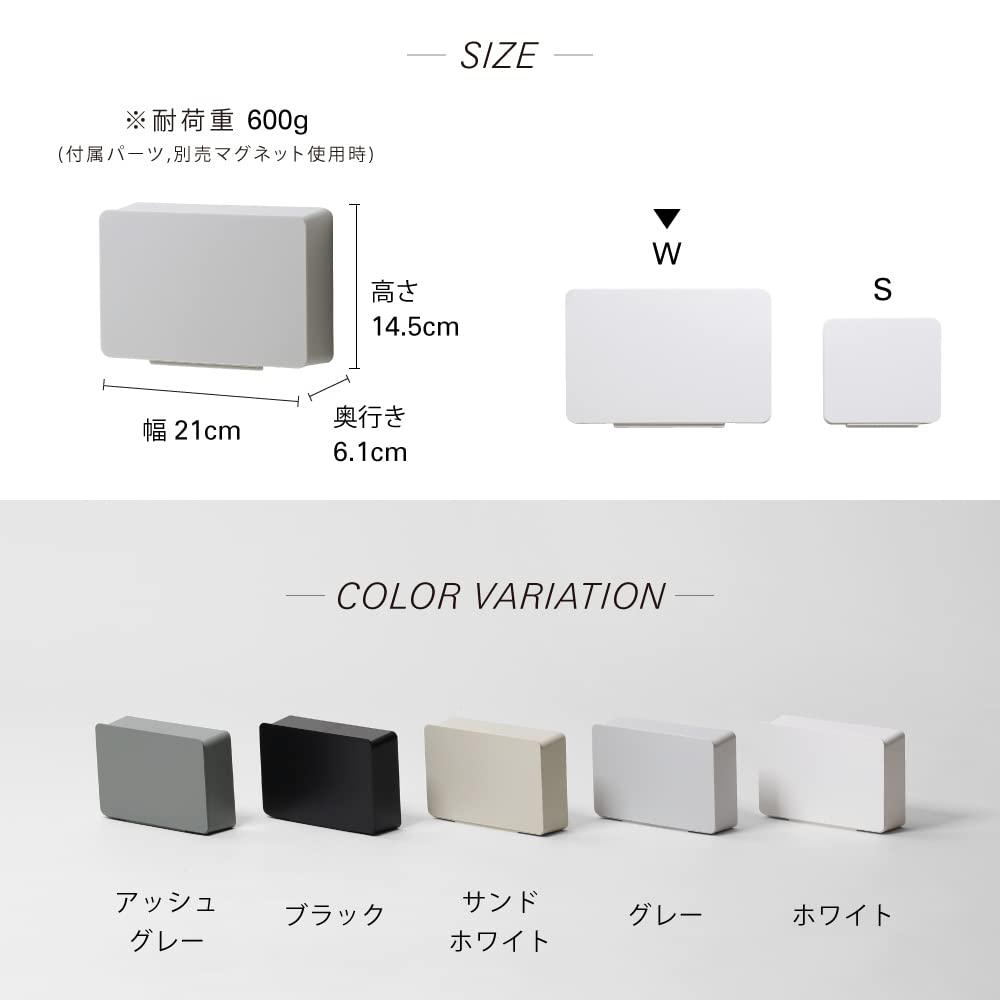 SIZE
※耐荷重 600g
(付属パーツ,別売マグネット使用時)
高さ
14.5cm
幅 21cm
奥行き
6.1cm
W
S
COLOR VARIATION
アッシュ
グレー
ブラック
サンド
ホワイト
グレー
ホワイト